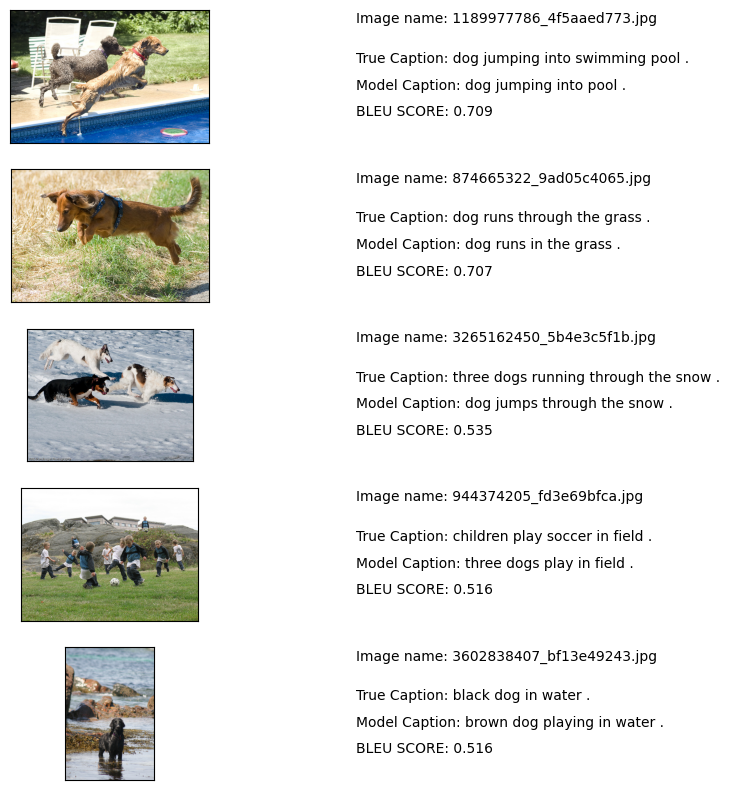 Image name: 1189977786_4f5aaed773.jpg
True Caption: dog jumping into swimming pool .
Model Caption: dog jumping into pool .
BLEU SCORE: 0.709
Image name: 874665322_9ad05c4065.jpg
True Caption: dog runs through the grass .
Model Caption: dog runs in the grass .
BLEU SCORE: 0.707
Image name: 3265162450_5b4e3c5f1b.jpg
True Caption: three dogs running through the snow .
Model Caption: dog jumps through the snow .
BLEU SCORE: 0.535
Image name: 944374205_fd3e69bfca.jpg
True Caption: children play soccer in field .
Model Caption: three dogs play in field .
BLEU SCORE: 0.516
Image name: 3602838407_bf13e49243.jpg
True Caption: black dog in water .
Model Caption: brown dog playing in water .
BLEU SCORE: 0.516